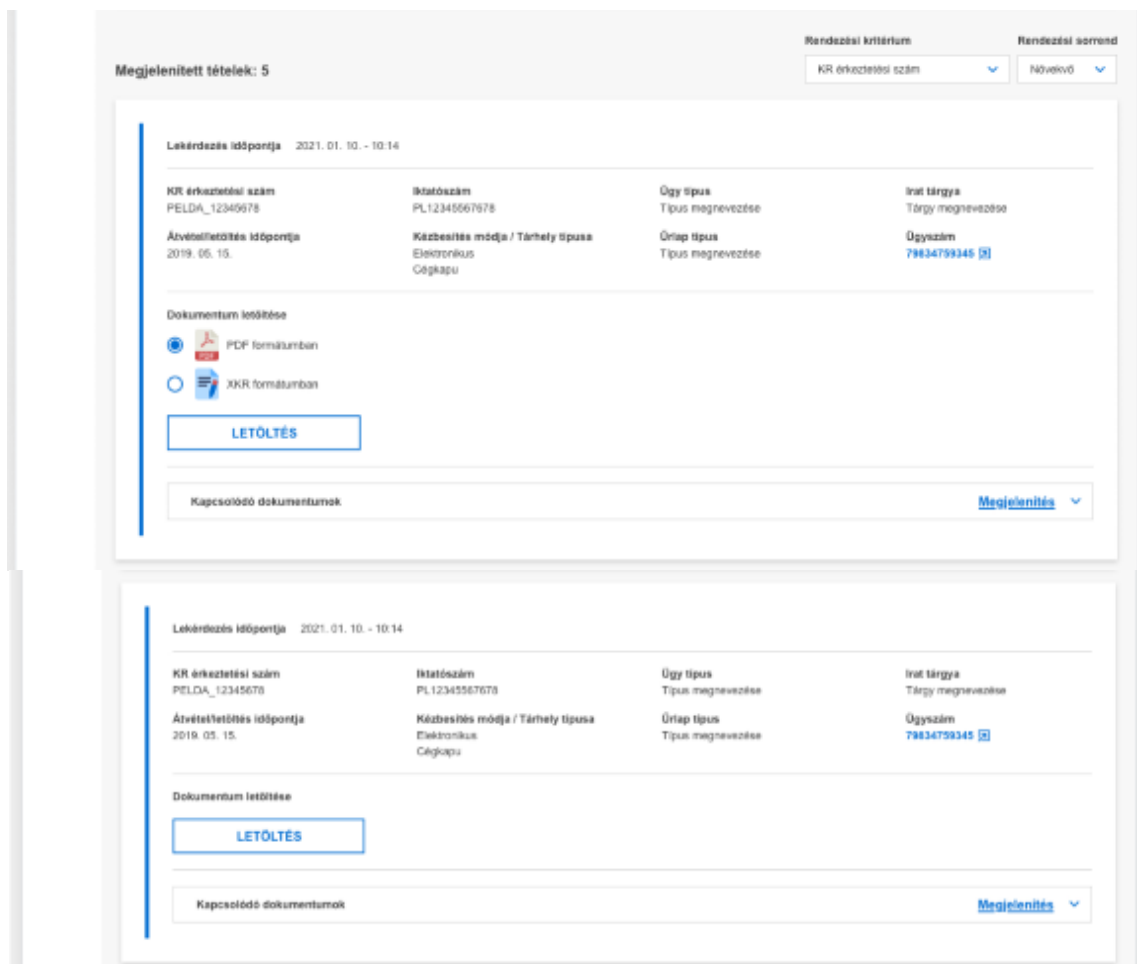 Rendezési kritérium Rendezési sorrend
Megjelenített tételek: 5
KR érkeztetési szám Növekvő
Lekérdezés időpontja 2021. 01. 10. - 10:14
KR érkeztetési szám Iktatószám Ügy típus Irat tárgya
PELDA_12345678 PL12345567678 Típus megnevezése Tárgy megnevezése
Átvétel/letöltés időpontja Kézbesítés módja / Tárhely típusa Űrlap típus Ügyszám
2019. 05. 15. Elektronikus Típus megnevezése 79834759345
Cégkapu
Dokumentum letöltése
PDF PDF formátumban
XKR formátumban
LETÖLTÉS
Kapcsolódó dokumentumok Megjelenítés
Lekérdezés időpontja 2021. 01. 10. - 10:14
KR érkeztetési szám Iktatószám Ügy típus Irat tárgya
PELDA_12345678 PL12345567678 Típus megnevezése Tárgy megnevezése
Átvétel/letöltés időpontja Kézbesítés módja / Tárhely típusa Űrlap típus Ügyszám
2019. 05. 15. Elektronikus Típus megnevezése 79834759345
Cégkapu
Dokumentum letöltése
LETÖLTÉS
Kapcsolódó dokumentumok Megjelenítés